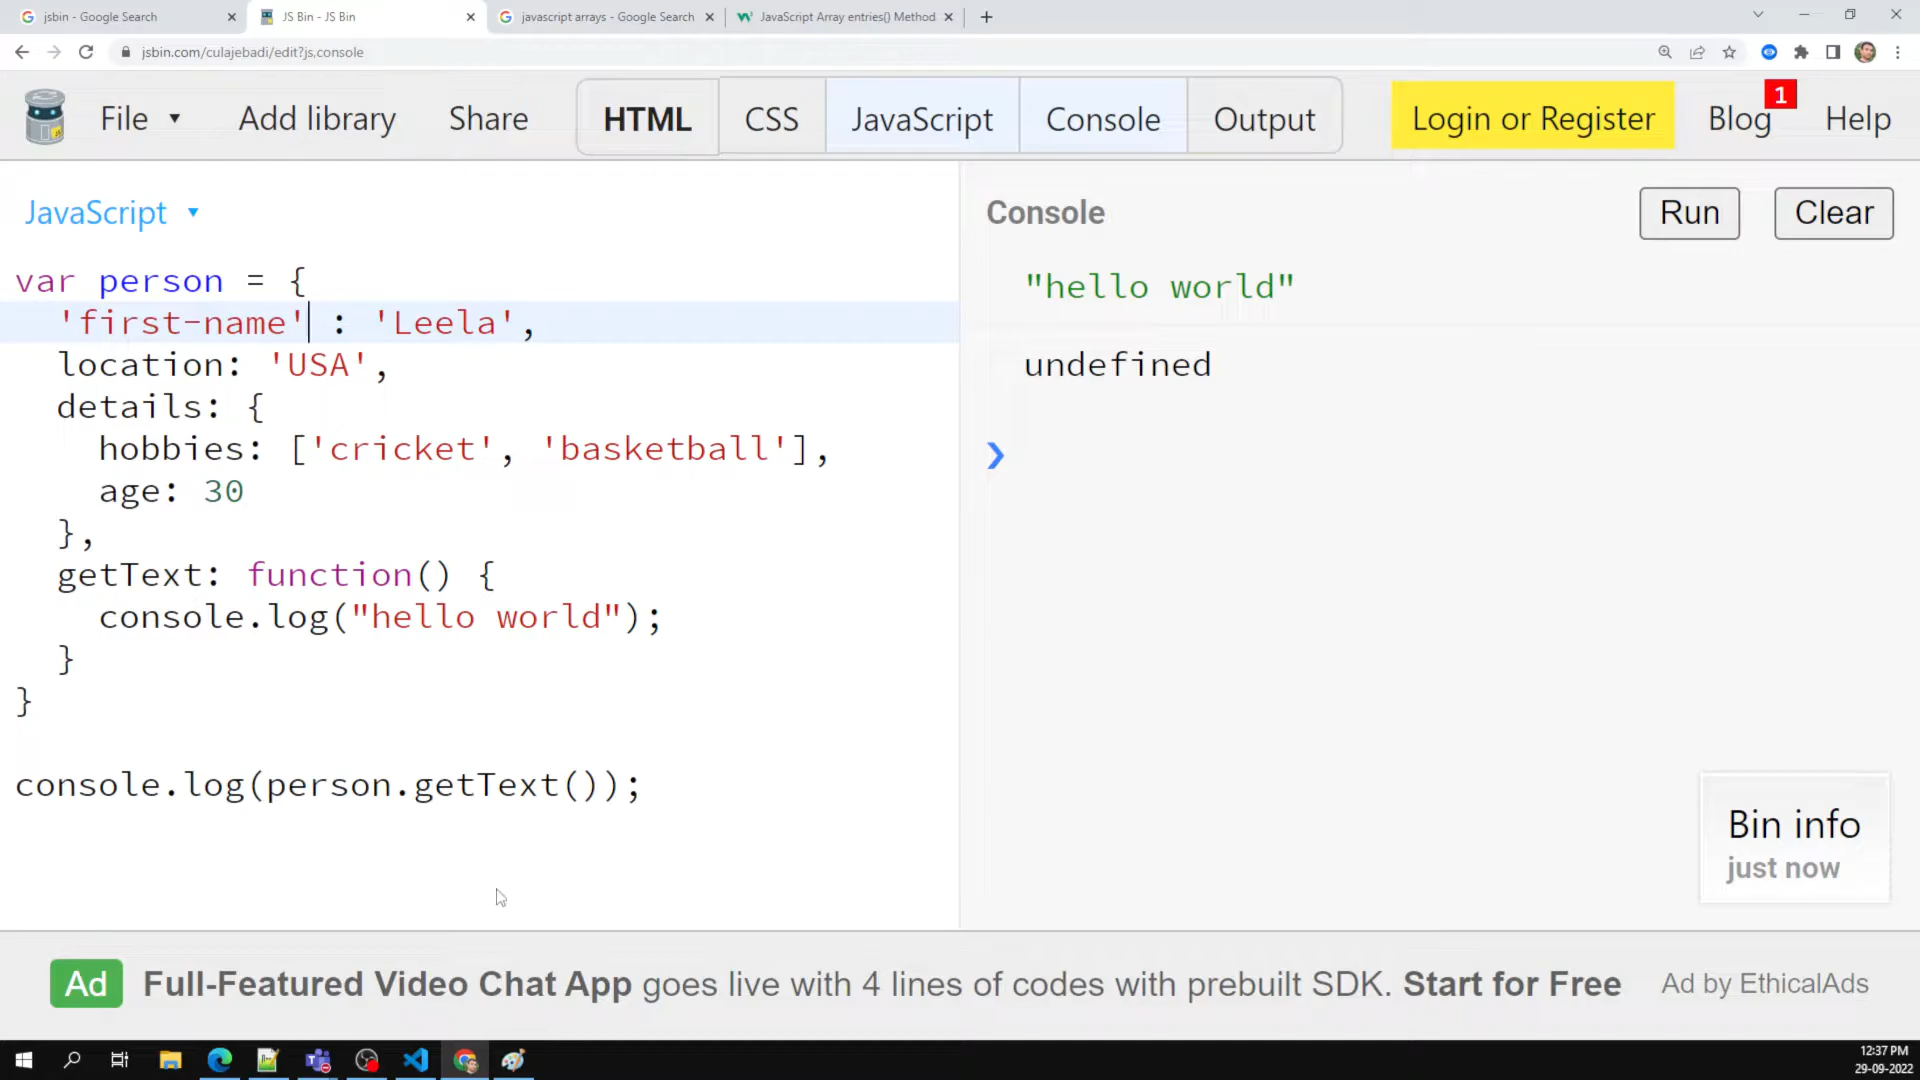 jsbin - Google Search
JS Bin - JS Bin
javascript arrays - Google Search
JavaScript Array entries() Method
jsbin.com/culajebadi/edit?js,console
File
Add library
Share
HTML
CSS
JavaScript
Console
Output
Login or Register
Blog
1
Help
JavaScript
var person = {
'first-name' : 'Leela',
location: 'USA',
details: {
hobbies: ['cricket', 'basketball'],
age: 30
},
getText: function() {
console.log("hello world");
}
}
console.log(person.getText());
Console
Run
Clear
"hello world"
undefined
Bin info
just now
Ad
Full-Featured Video Chat App goes live with 4 lines of codes with prebuilt SDK. Start for Free
Ad by EthicalAds
12:37 PM
29-09-2022